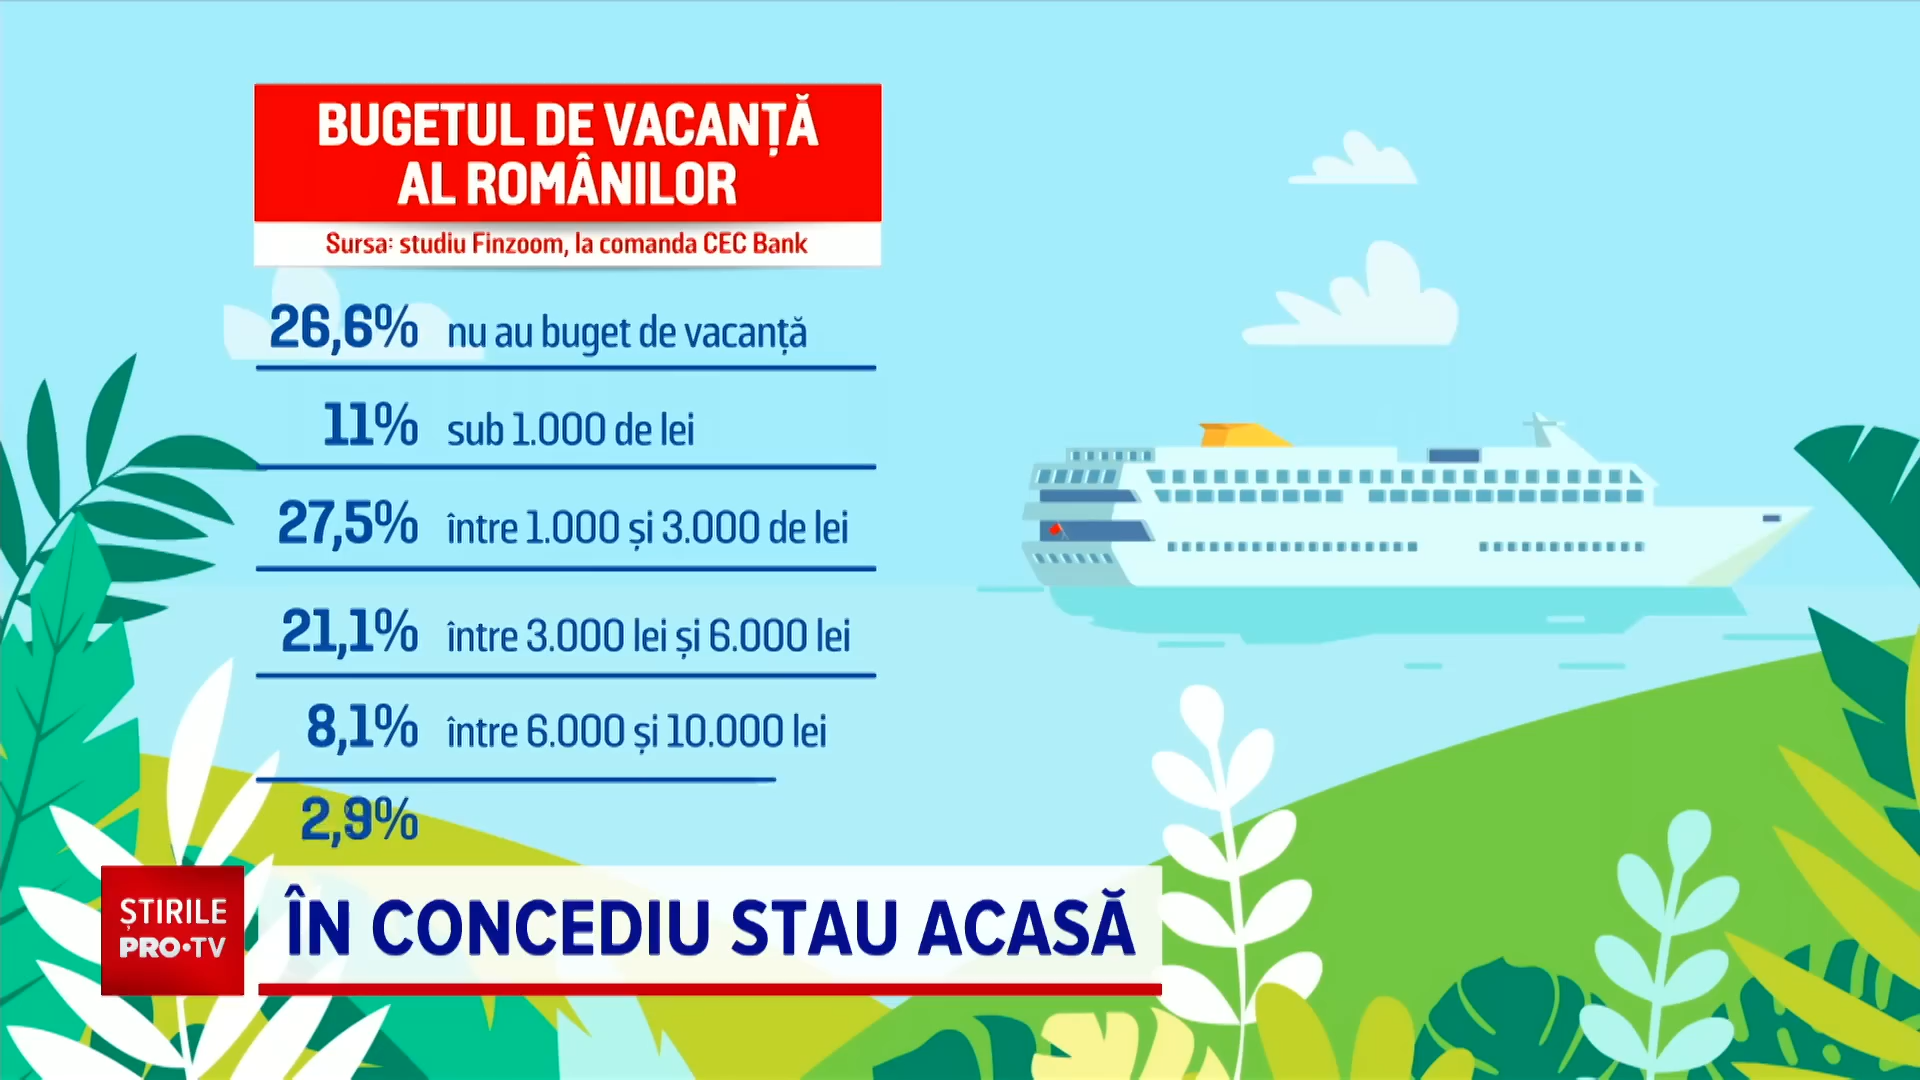 BUGETUL DE VACANȚĂ
AL ROMÂNILOR
Sursa: studiu Finzoom, la comanda CEC Bank
26,6% nu au buget de vacanță
11% sub 1.000 de lei
27,5% între 1.000 și 3.000 de lei
21,1% între 3.000 lei și 6.000 lei
8,1% între 6.000 și 10.000 lei
2,9%
ȘTIRILE
PRO•TV
ÎN CONCEDIU STAU ACASĂ